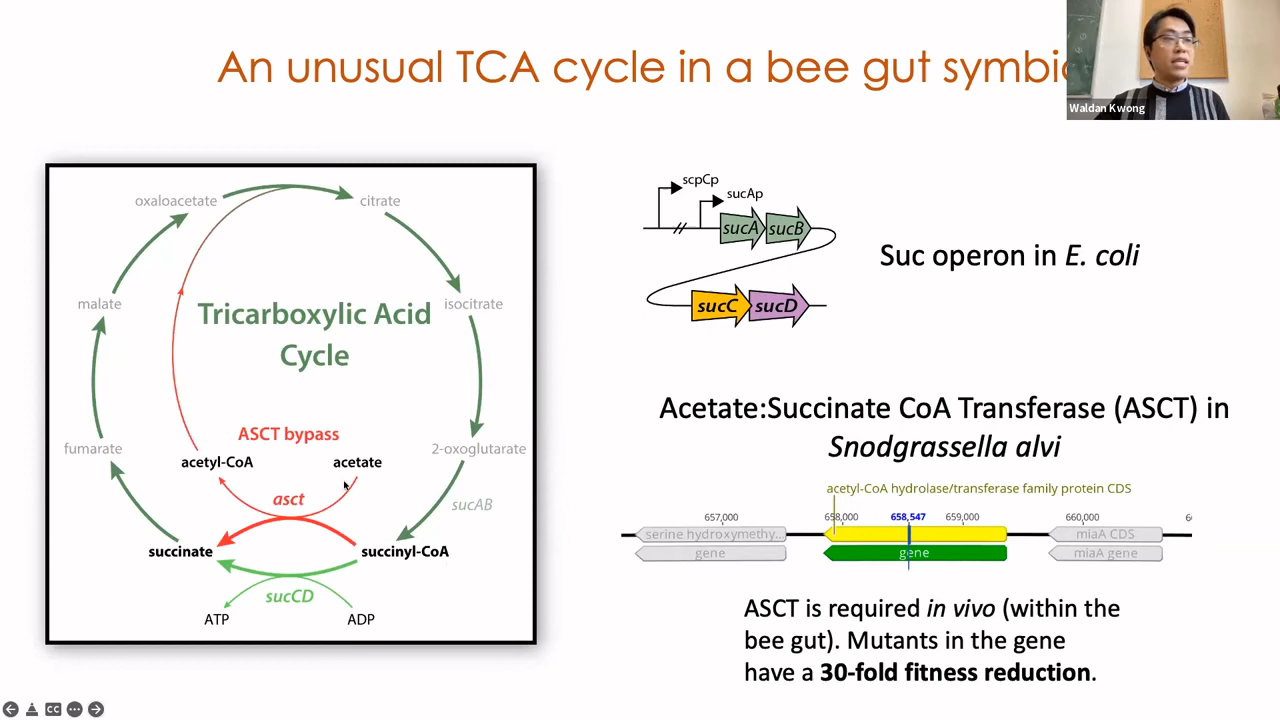 An unusual TCA cycle in a bee gut symbi
Waldan Kwong
oxaloacetate
citrate
malate
isocitrate
Tricarboxylic Acid
Cycle
ASCT bypass
fumarate
2-oxoglutarate
acetyl-CoA
acetate
asct
sucAB
succinate
succinyl-CoA
sucCD
ATP
ADP
scpCp
sucAp
sucA
sucB
sucC
sucD
Suc operon in E. coli
Acetate:Succinate CoA Transferase (ASCT) in
Snodgrassella alvi
acetyl-CoA hydrolase/transferase family protein CDS
657,000
658,000
658,547
659,000
660,000
6
serine hydroxymethy...
miaA CDS
gene
gene
miaA gene
ASCT is required in vivo (within the
bee gut). Mutants in the gene
have a 30-fold fitness reduction.
CC